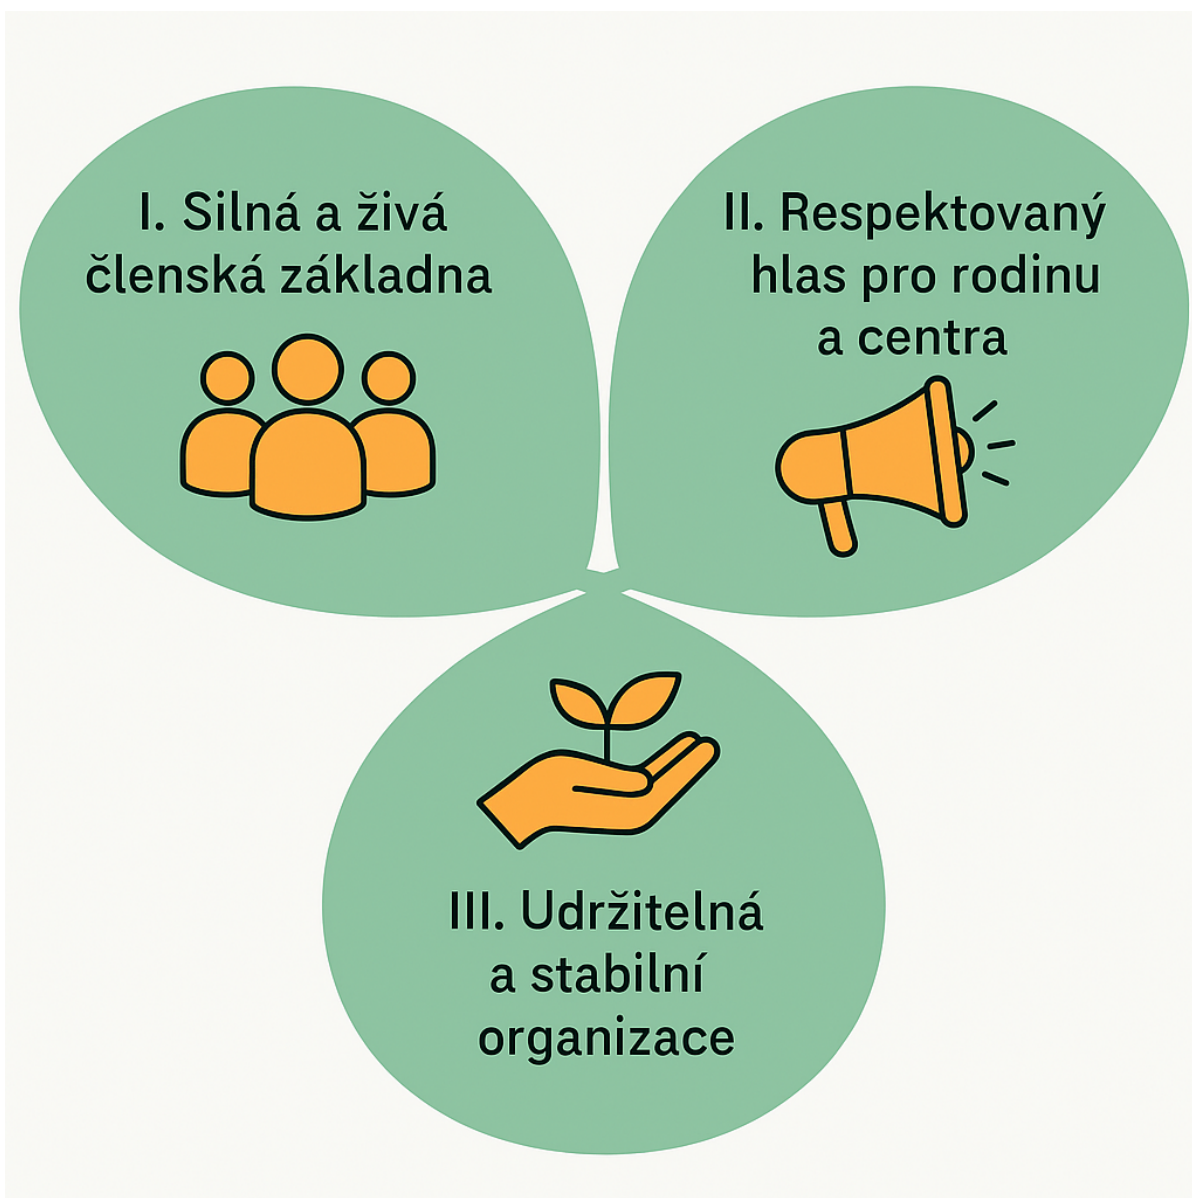 I. Silná a živá
členská základna
II. Respektovaný
hlas pro rodinu
a centra
III. Udržitelná
a stabilní
organizace